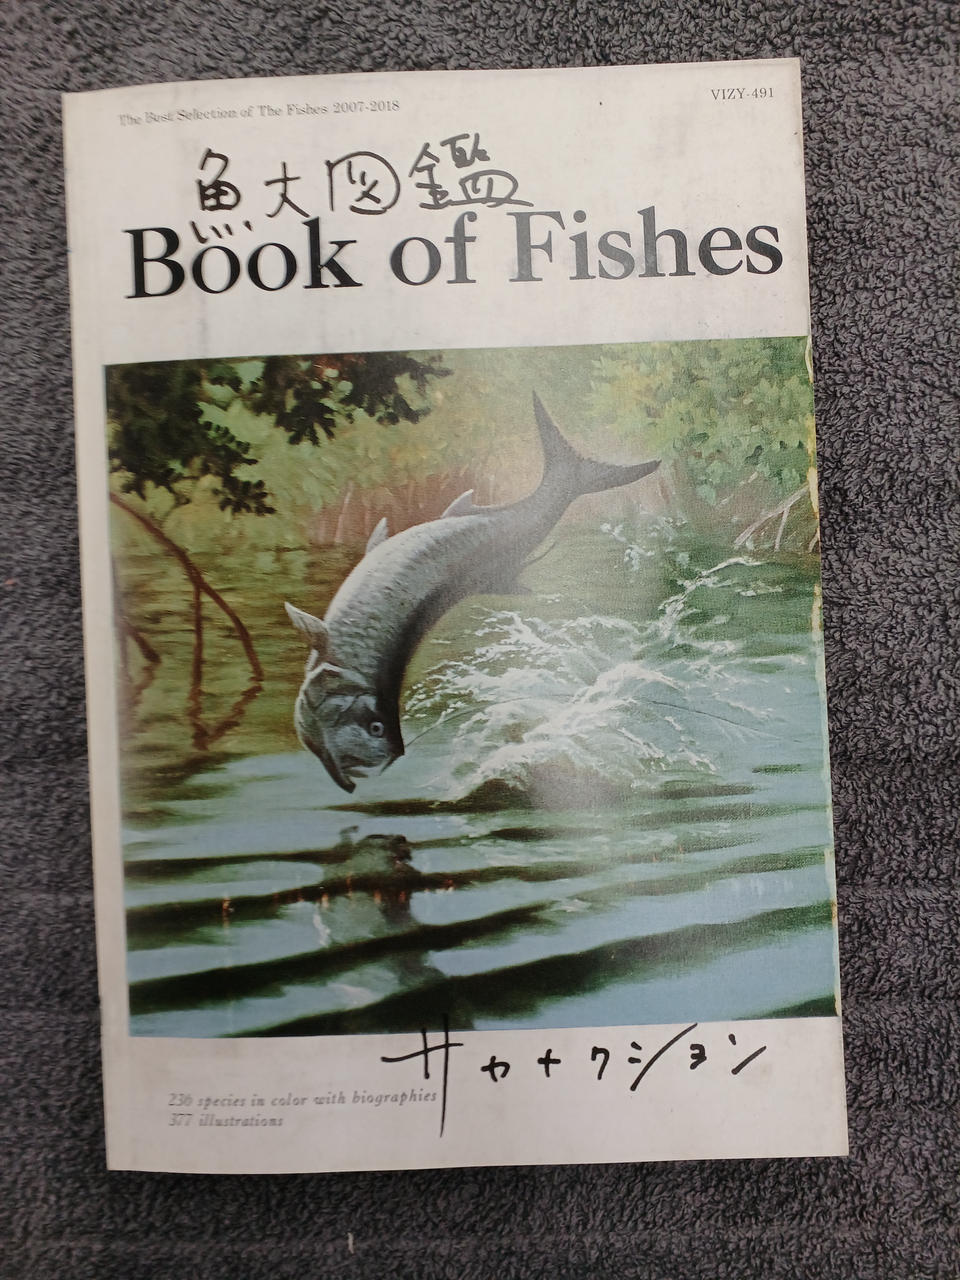 The Best Selection of The Fishes 2007-2018
VIZY-491
魚大図鑑
Book of Fishes
サカナクション
236 species in color with biographies
377 illustrations